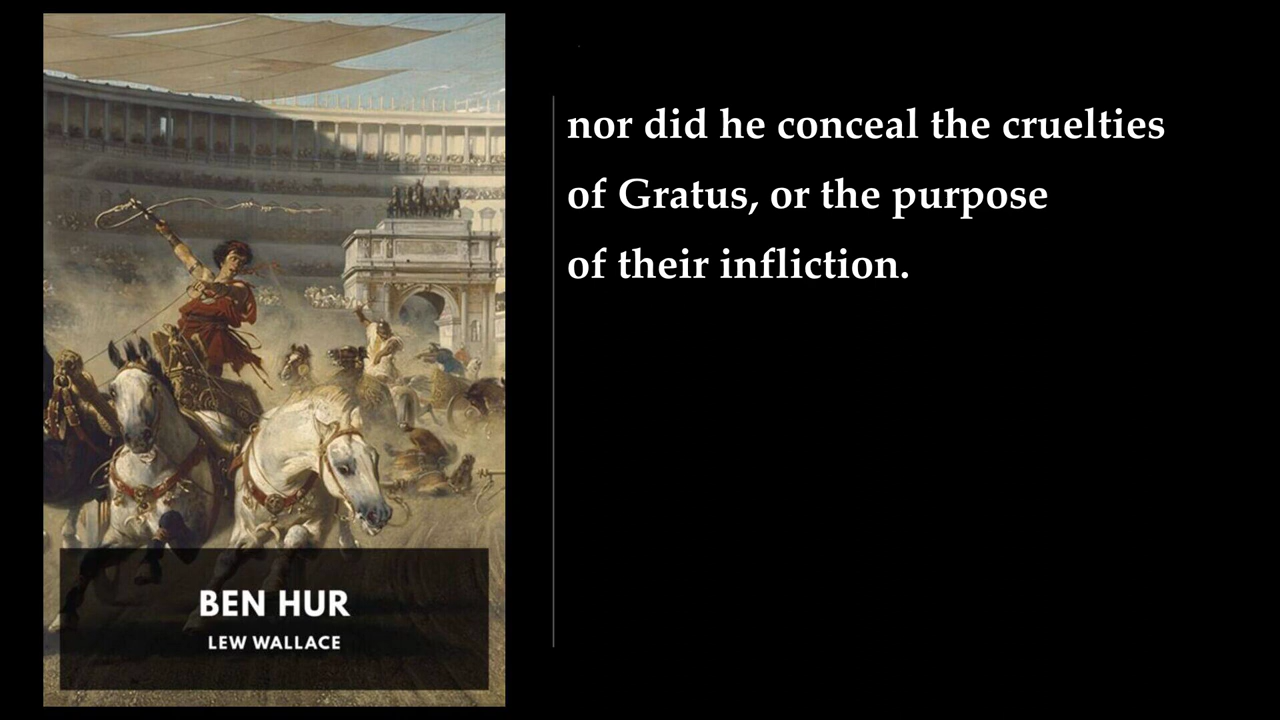 nor did he conceal the cruelties
of Gratus, or the purpose
of their infliction.
BEN HUR
LEW WALLACE